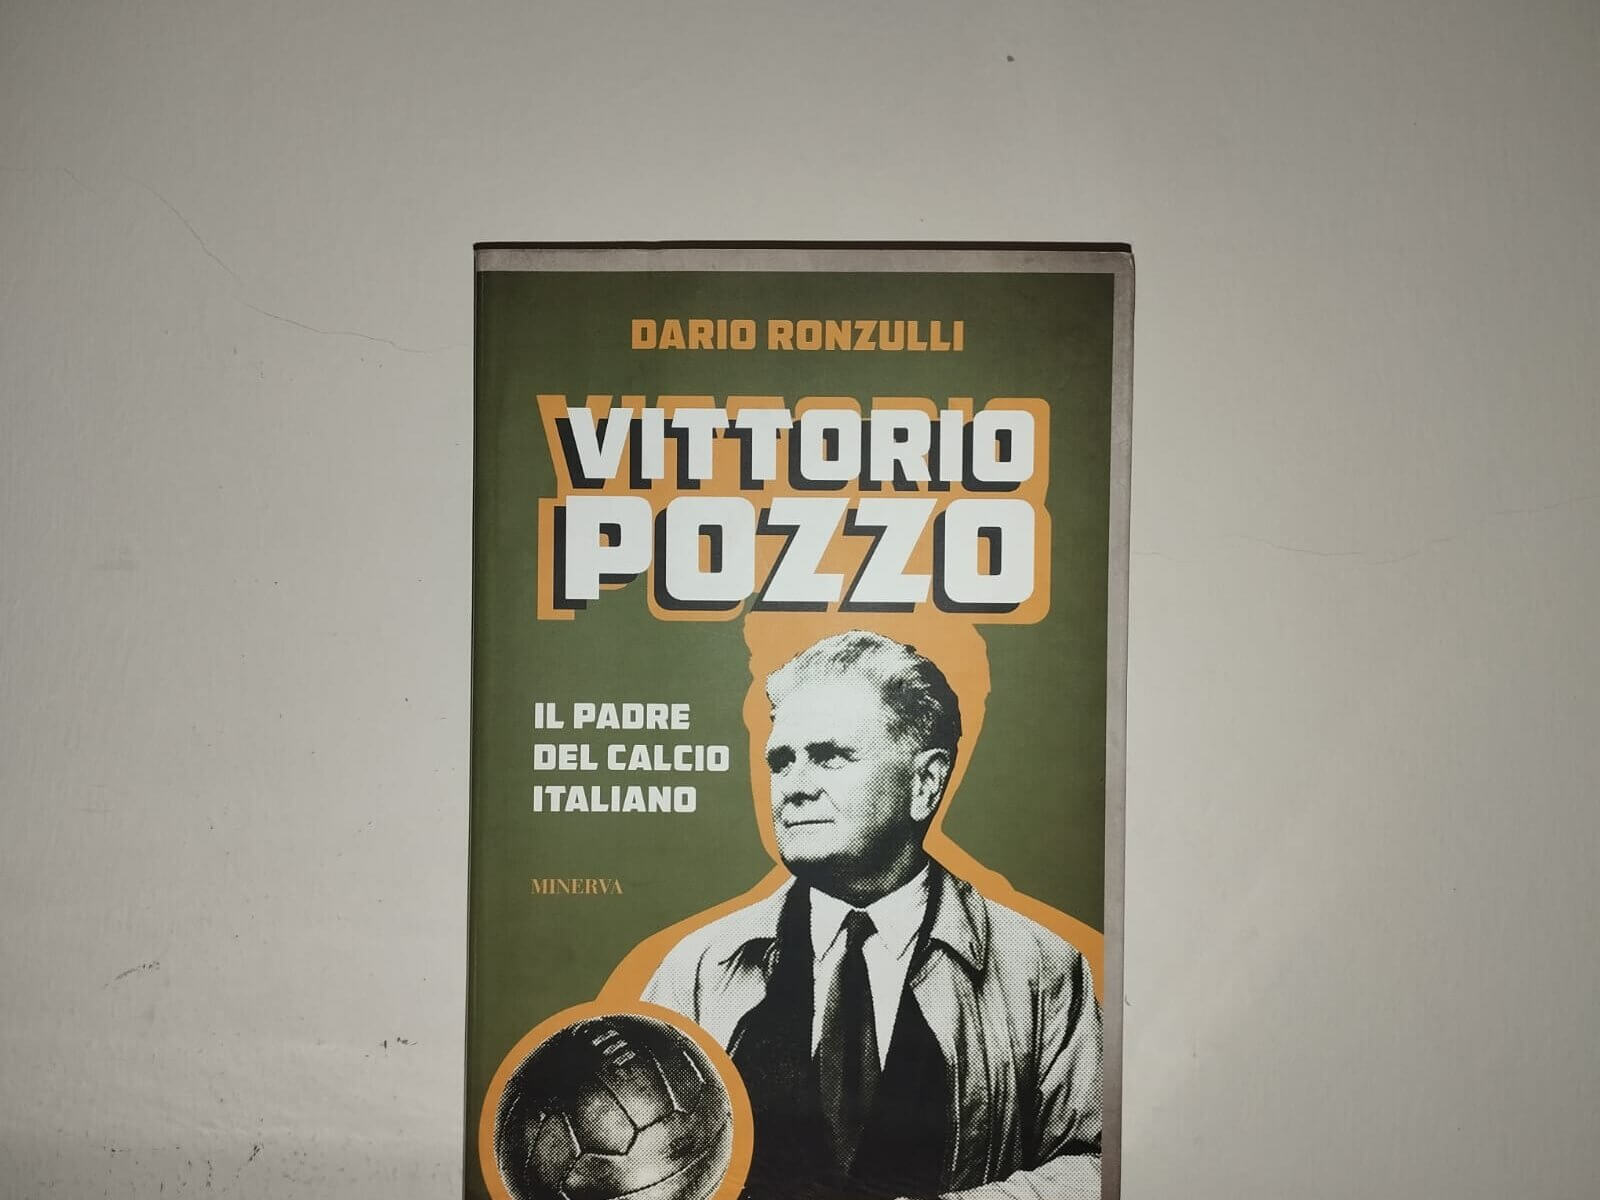 DARIO RONZULLI
VITTORIO
POZZO
IL PADRE
DEL CALCIO
ITALIANO
MINERVA